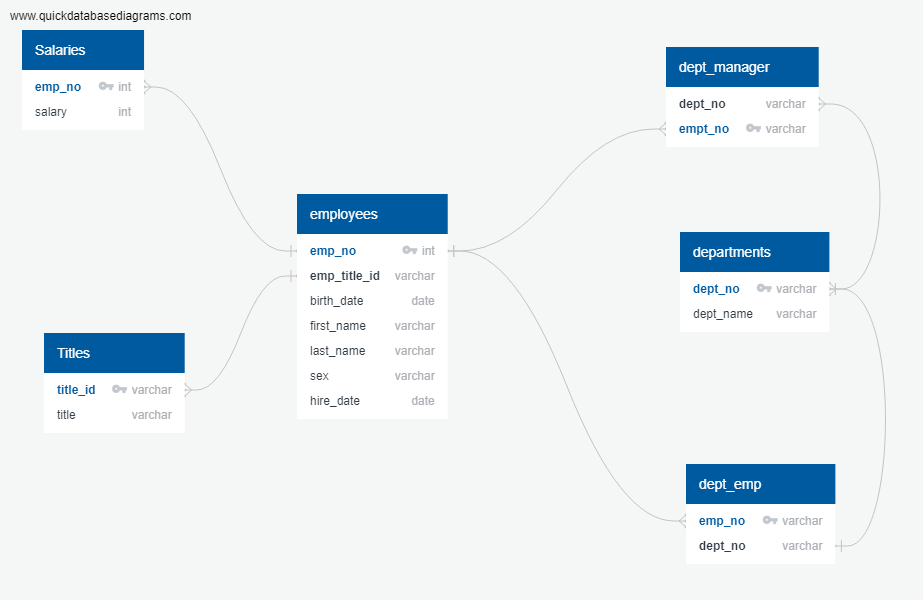 www.quickdatabasediagrams.com
Salaries
emp_no int
salary int
dept_manager
dept_no varchar
empt_no varchar
employees
emp_no int
emp_title_id varchar
birth_date date
first_name varchar
last_name varchar
sex varchar
hire_date date
departments
dept_no varchar
dept_name varchar
Titles
title_id varchar
title varchar
dept_emp
emp_no varchar
dept_no varchar